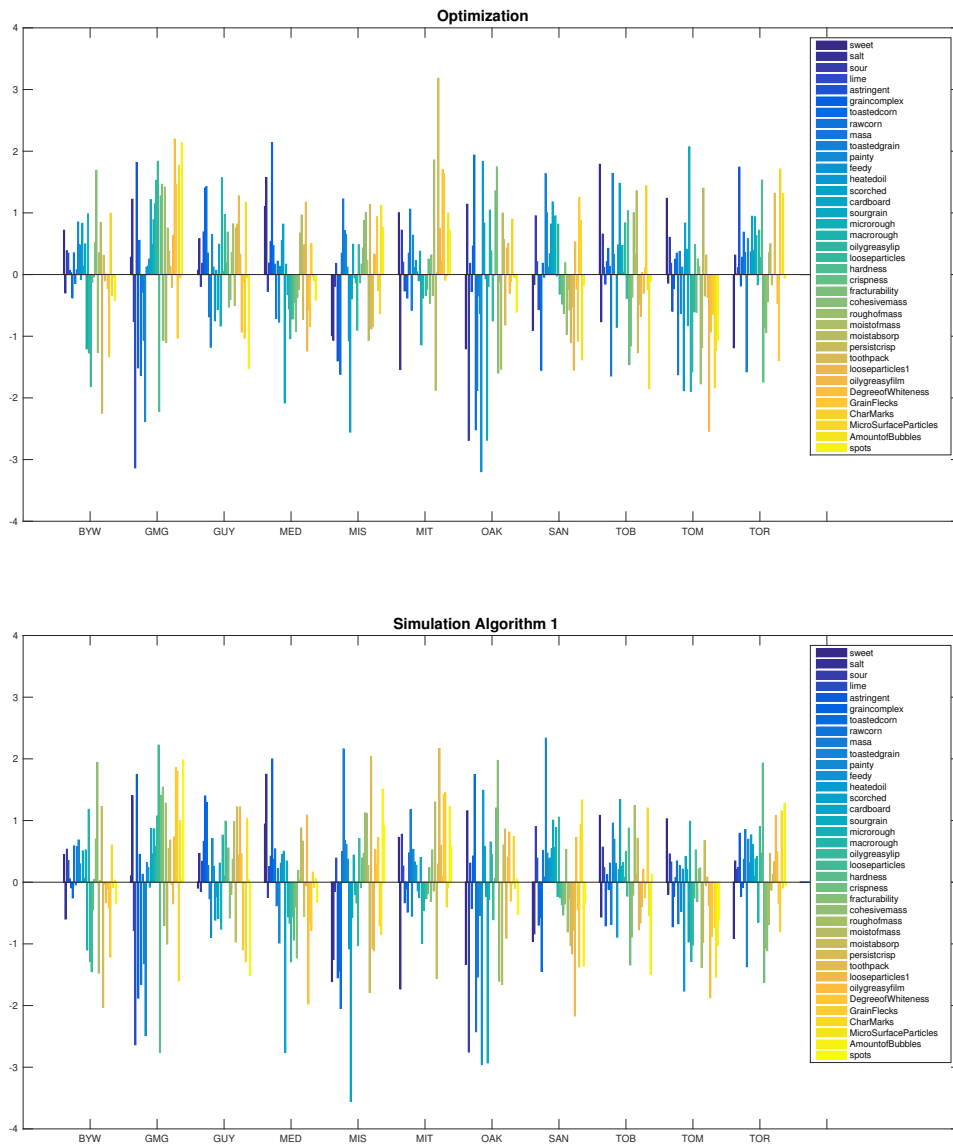 Optimization
4
3
2
1
0
-1
-2
-3
-4
BYW GMG GUY MED MIS MIT OAK SAN TOB TOM TOR
sweet
salt
sour
lime
astringent
graincomplex
toastedcorn
rawcorn
masa
toastedgrain
painty
feedy
heatedoil
scorched
cardboard
sourgrain
microrough
macrorough
oilygreasylip
looseparticles
hardness
crispness
fracturability
cohesivemass
roughofmass
moistofmass
moistabsorp
persistcrisp
toothpack
looseparticles1
oilygreasyfilm
DegreeofWhiteness
GrainFlecks
CharMarks
MicroSurfaceParticles
AmountofBubbles
spots
Simulation Algorithm 1
4
3
2
1
0
-1
-2
-3
-4
BYW GMG GUY MED MIS MIT OAK SAN TOB TOM TOR
sweet
salt
sour
lime
astringent
graincomplex
toastedcorn
rawcorn
masa
toastedgrain
painty
feedy
heatedoil
scorched
cardboard
sourgrain
microrough
macrorough
oilygreasylip
looseparticles
hardness
crispness
fracturability
cohesivemass
roughofmass
moistofmass
moistabsorp
persistcrisp
toothpack
looseparticles1
oilygreasyfilm
DegreeofWhiteness
GrainFlecks
CharMarks
MicroSurfaceParticles
AmountofBubbles
spots